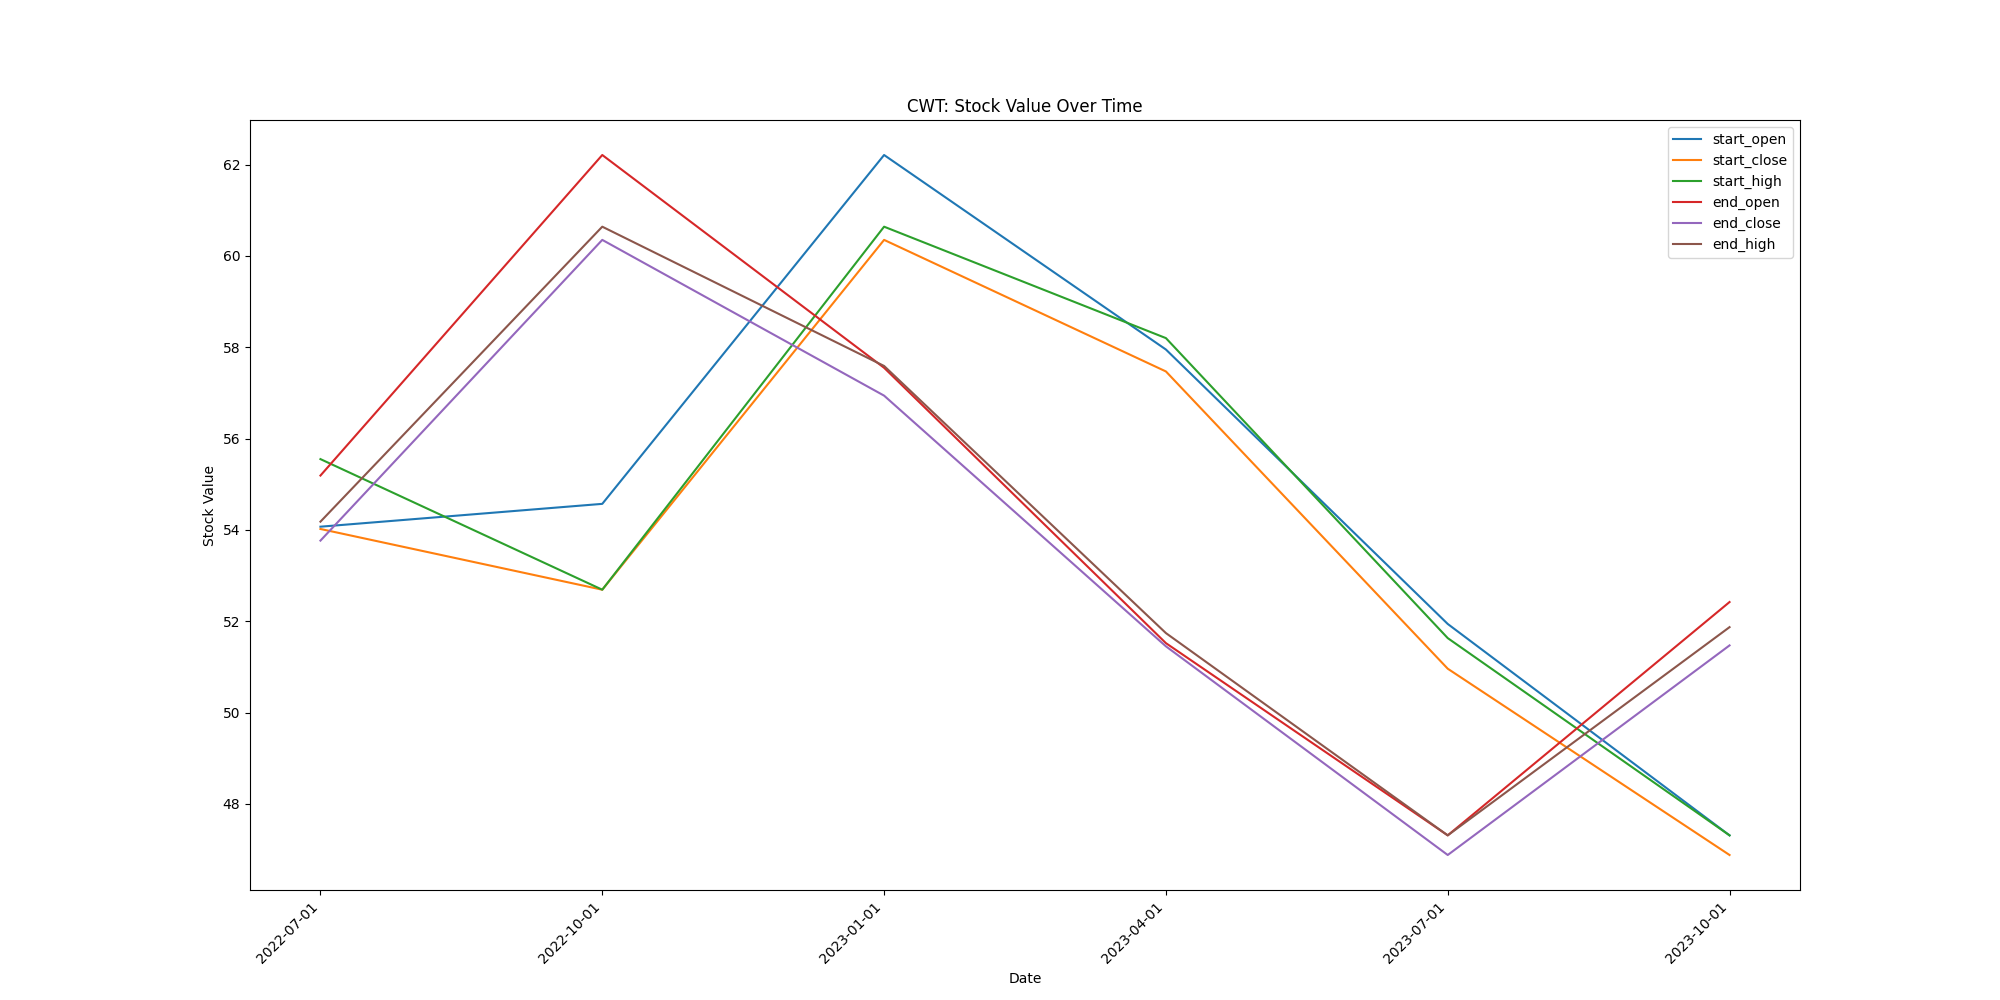 CWT: Stock Value Over Time
start_open
start_close
start_high
end_open
end_close
end_high
Stock Value
62
60
58
56
54
52
50
48
2022-07-01
2022-10-01
2023-01-01
2023-04-01
2023-07-01
2023-10-01
Date